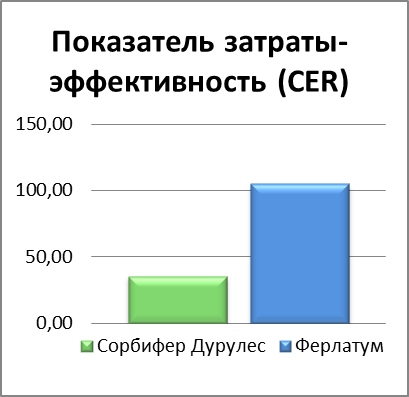 Показатель затраты-
эффективность (CER)
150,00
100,00
50,00
0,00
Сорбифер Дурулес
Ферлатум